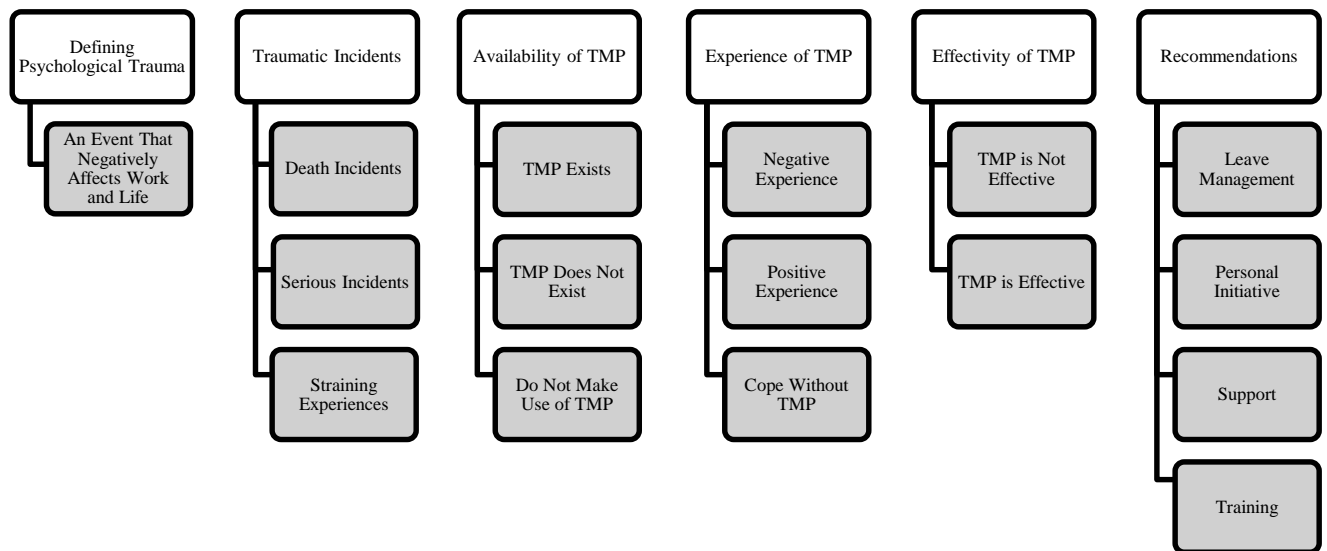 Defining
Psychological Trauma
An Event That
Negatively
Affects Work
and Life
Traumatic Incidents
Death Incidents
Serious Incidents
Straining
Experiences
Availability of TMP
TMP Exists
TMP Does Not
Exist
Do Not Make
Use of TMP
Experience of TMP
Negative
Experience
Positive
Experience
Cope Without
TMP
Effectivity of TMP
TMP is Not
Effective
TMP is Effective
Recommendations
Leave
Management
Personal
Initiative
Support
Training